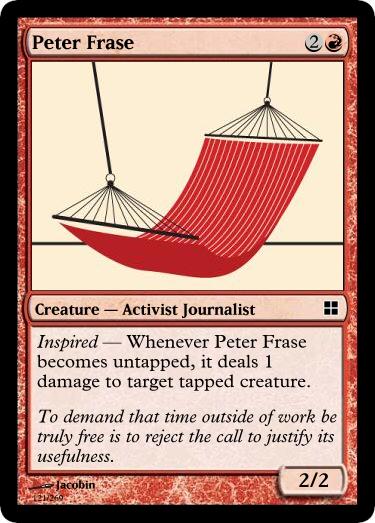 Peter Frase 2
Creature — Activist Journalist
Inspired — Whenever Peter Frase
becomes untapped, it deals 1
damage to target tapped creature.
To demand that time outside of work be
truly free is to reject the call to justify its
usefulness.
Jacobin
121/269
2/2